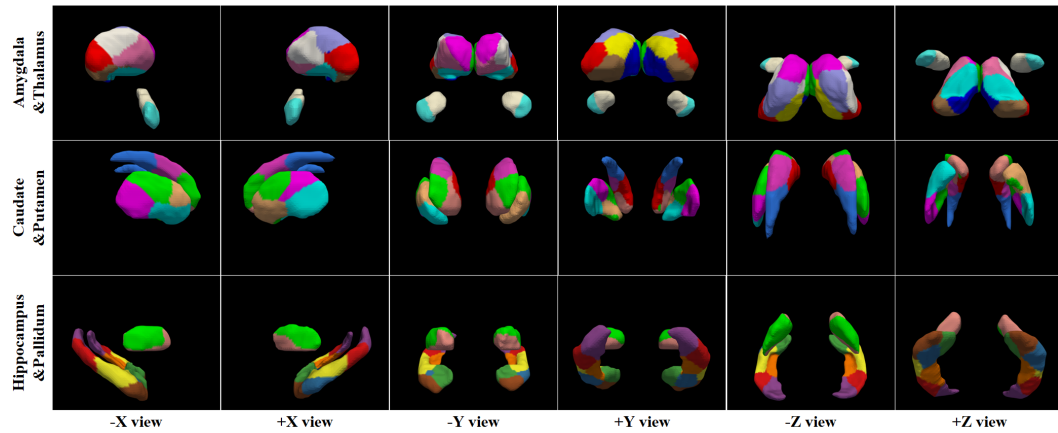 Amygdala
&Thalamus
Caudate
&Putamen
Hippocampus
&Pallidum
-X view
+X view
-Y view
+Y view
-Z view
+Z view